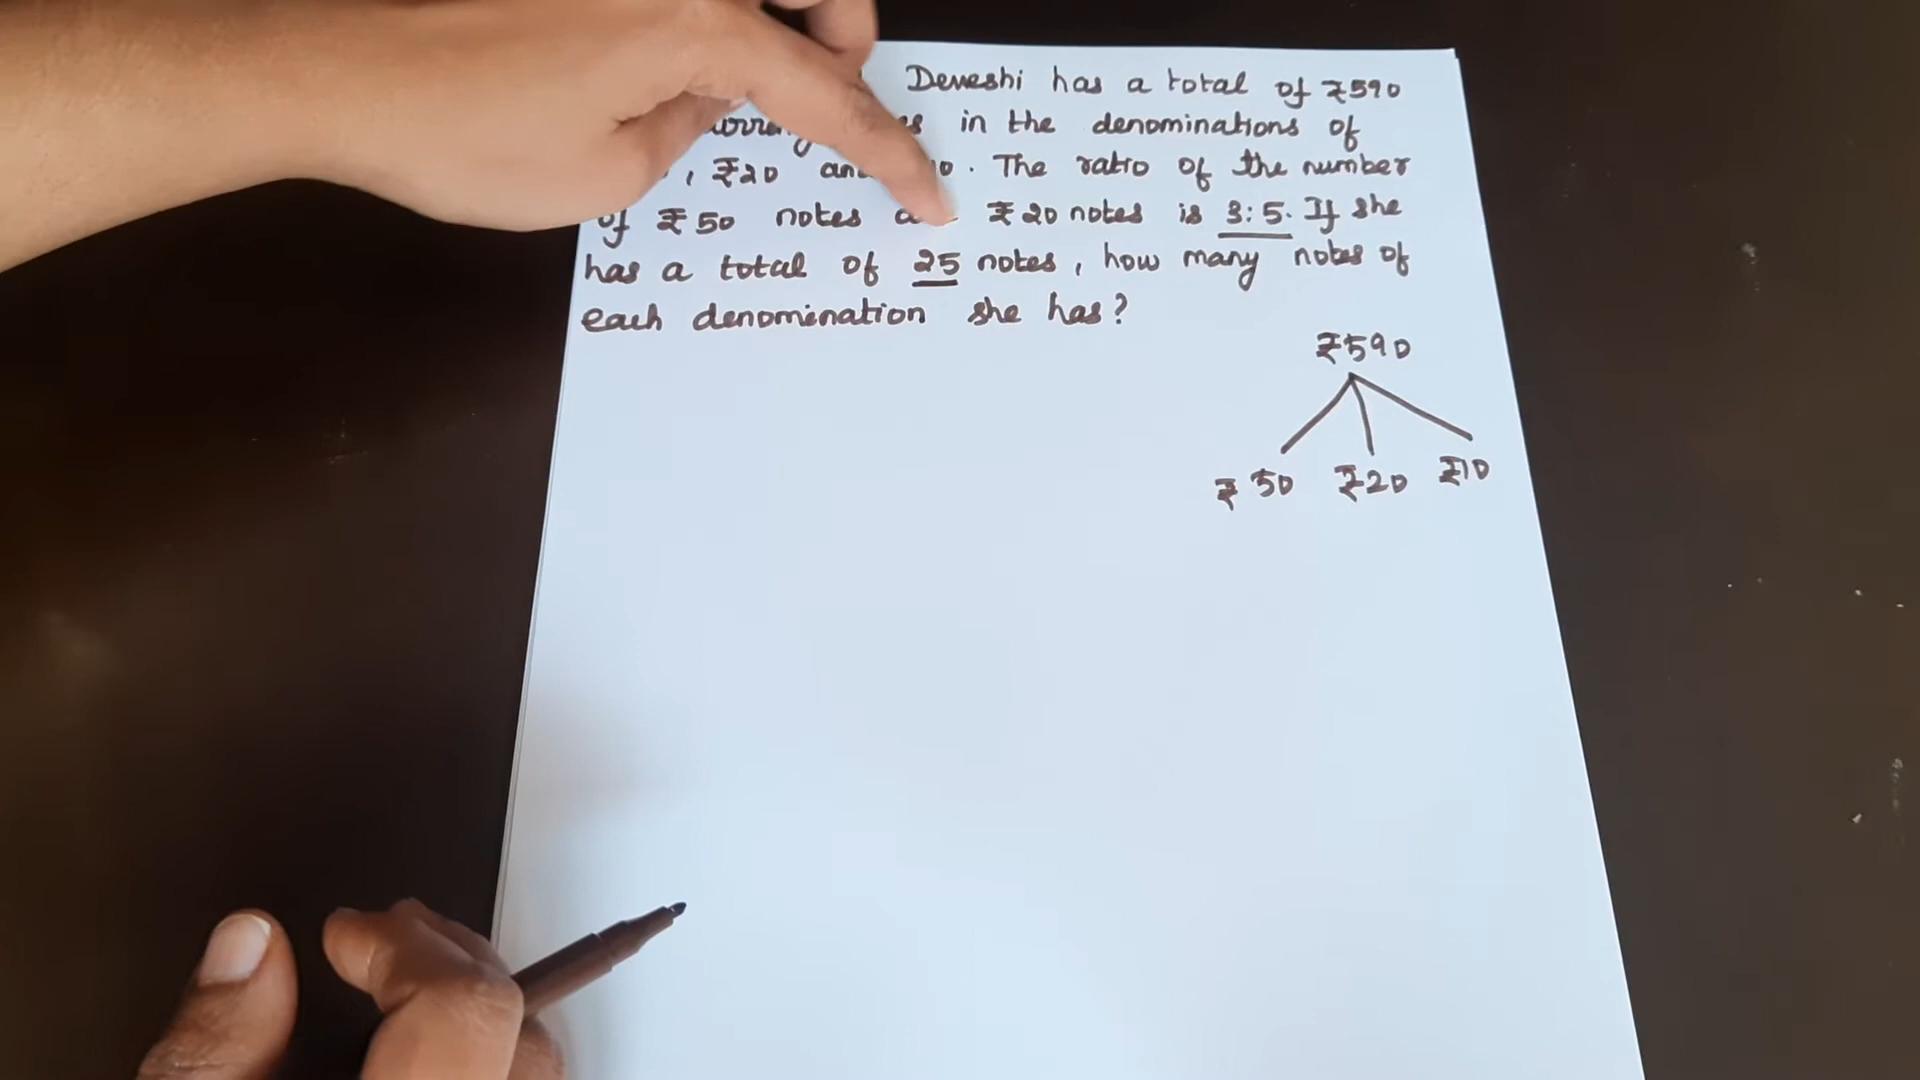 Deveshi has a total of ₹590
in the denominations of
, ₹20 and . The ratio of the number
of ₹50 notes ₹20 notes is 3:5. If she
has a total of 25 notes, how many notes of
each denomination she has?
₹590
₹50 ₹20 ₹10